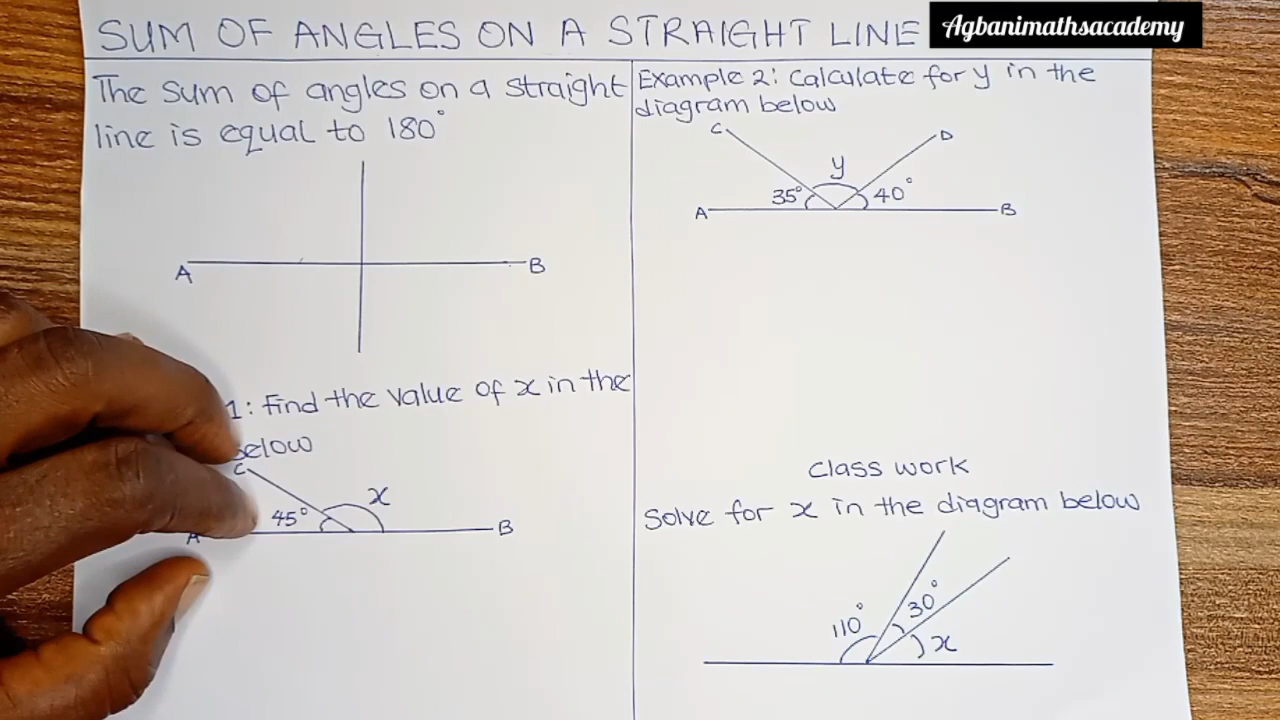 SUM OF ANGLES ON A STRAIGHT LINE
Agbanimathsacademy
The sum of angles on a straight
line is equal to 180°
A B
1: Find the value of x in the
below
C
45° x
A B
Example 2: Calculate for y in the
diagram below
C D
y
35° 40°
A B
Class work
Solve for x in the diagram below
110° 30°
x